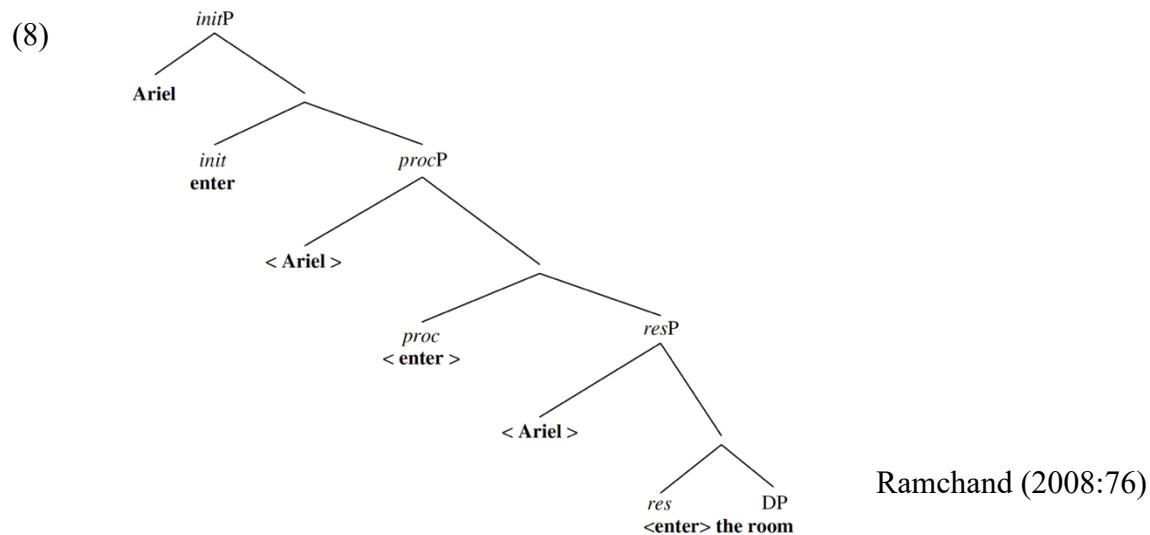 initP
(8)
Ariel
init
enter
procP
< Ariel >
proc
< enter >
resP
< Ariel >
Ramchand (2008:76)
res DP
<enter> the room